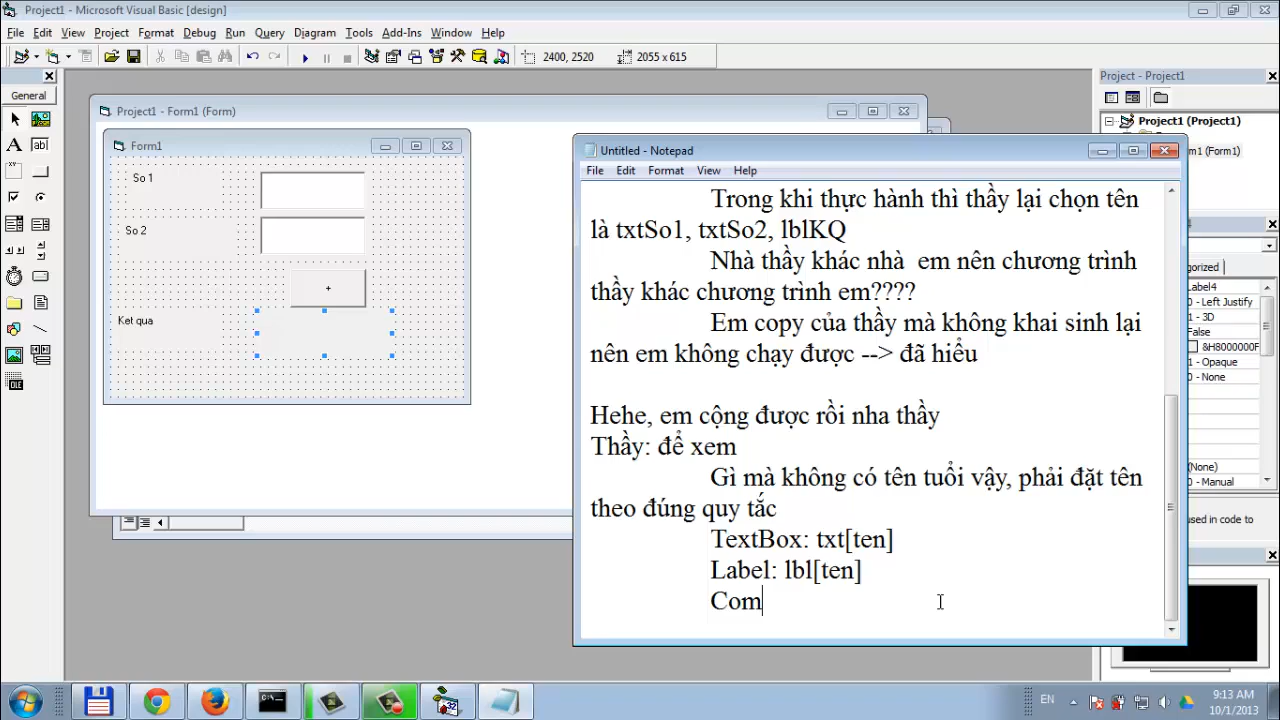 Project1 - Microsoft Visual Basic [design]
File Edit View Project Format Debug Run Query Diagram Tools Add-Ins Window Help
2400, 2520 2055 x 615
General
Project1 - Form1 (Form)
Form1
So 1
So 2
+
Ket qua
Untitled - Notepad
File Edit Format View Help
Trong khi thực hành thì thầy lại chọn tên
là txtSo1, txtSo2, lblKQ
Nhà thầy khác nhà em nên chương trình
thầy khác chương trình em????
Em copy của thầy mà không khai sinh lại
nên em không chạy được --> đã hiểu
Hehe, em cộng được rồi nha thầy
Thầy: để xem
Gì mà không có tên tuổi vậy, phải đặt tên
theo đúng quy tắc
TextBox: txt[ten]
Label: lbl[ten]
Com
Project - Project1
Project1 (Project1)
m1 (Form1)
gorized
Label4
0 - Left Justify
1 - 3D
False
&H8000000F
1 - Opaque
0 - None
(None)
0 - Manual
used in code to
EN
9:13 AM
10/1/2013